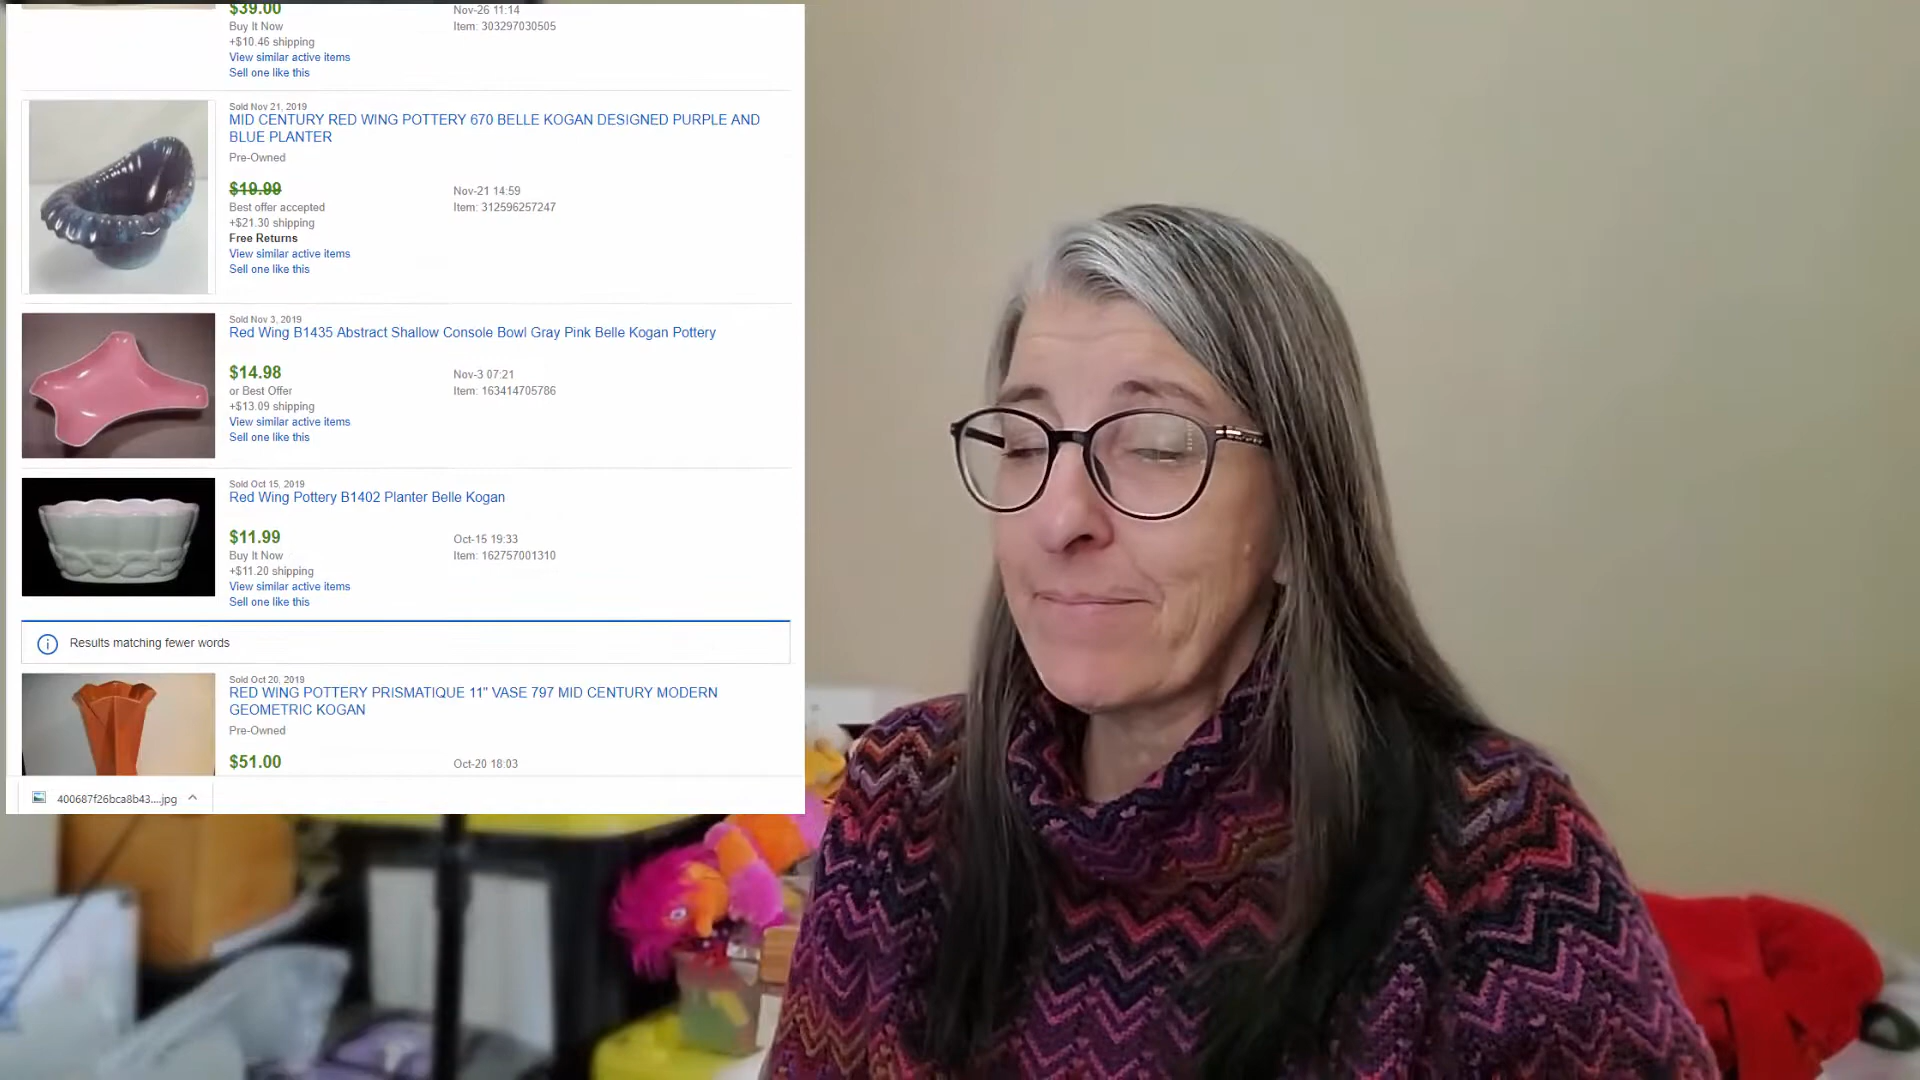 $39.00
Nov-26 11:14
Buy It Now
Item: 303297030505
+$10.46 shipping
View similar active items
Sell one like this
Sold Nov 21, 2019
MID CENTURY RED WING POTTERY 670 BELLE KOGAN DESIGNED PURPLE AND
BLUE PLANTER
Pre-Owned
$19.99
Nov-21 14:59
Best offer accepted
Item: 312596257247
+$21.30 shipping
Free Returns
View similar active items
Sell one like this
Sold Nov 3, 2019
Red Wing B1435 Abstract Shallow Console Bowl Gray Pink Belle Kogan Pottery
$14.98
Nov-3 07:21
or Best Offer
Item: 163414705786
+$13.09 shipping
View similar active items
Sell one like this
Sold Oct 15, 2019
Red Wing Pottery B1402 Planter Belle Kogan
$11.99
Oct-15 19:33
Buy It Now
Item: 162757001310
+$11.20 shipping
View similar active items
Sell one like this
Results matching fewer words
Sold Oct 20, 2019
RED WING POTTERY PRISMATIQUE 11" VASE 797 MID CENTURY MODERN
GEOMETRIC KOGAN
Pre-Owned
$51.00
Oct-20 18:03
400687f26bca8b43....jpg